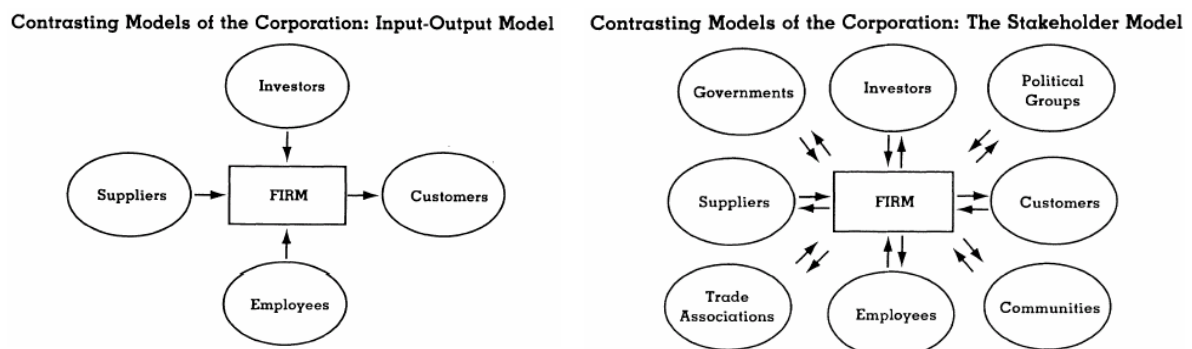 Contrasting Models of the Corporation: Input-Output Model
Investors
Suppliers
FIRM
Customers
Employees
Contrasting Models of the Corporation: The Stakeholder Model
Governments
Investors
Political
Groups
Suppliers
FIRM
Customers
Trade
Associations
Employees
Communities